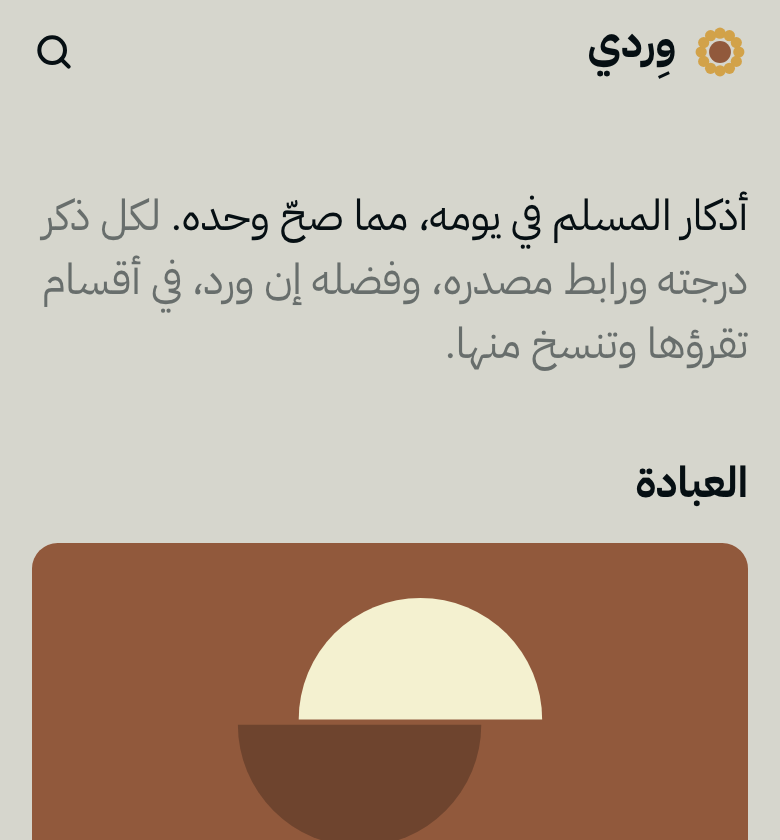 وِردي
أذكار المسلم في يومه، مما صحّ وحده. لكل ذكر
درجته ورابط مصدره، وفضله إن ورد، في أقسام
تقرؤها وتنسخ منها.
العبادة